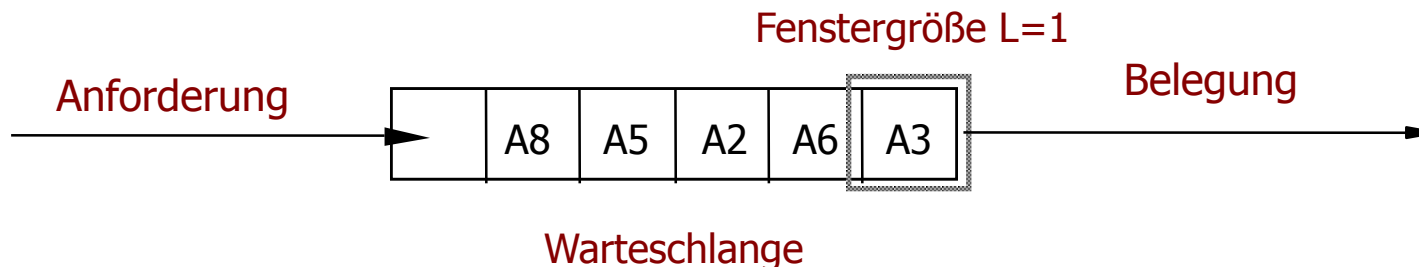 Fenstergröße L=1
Anforderung
Belegung
A8 A5 A2 A6 A3
Warteschlange